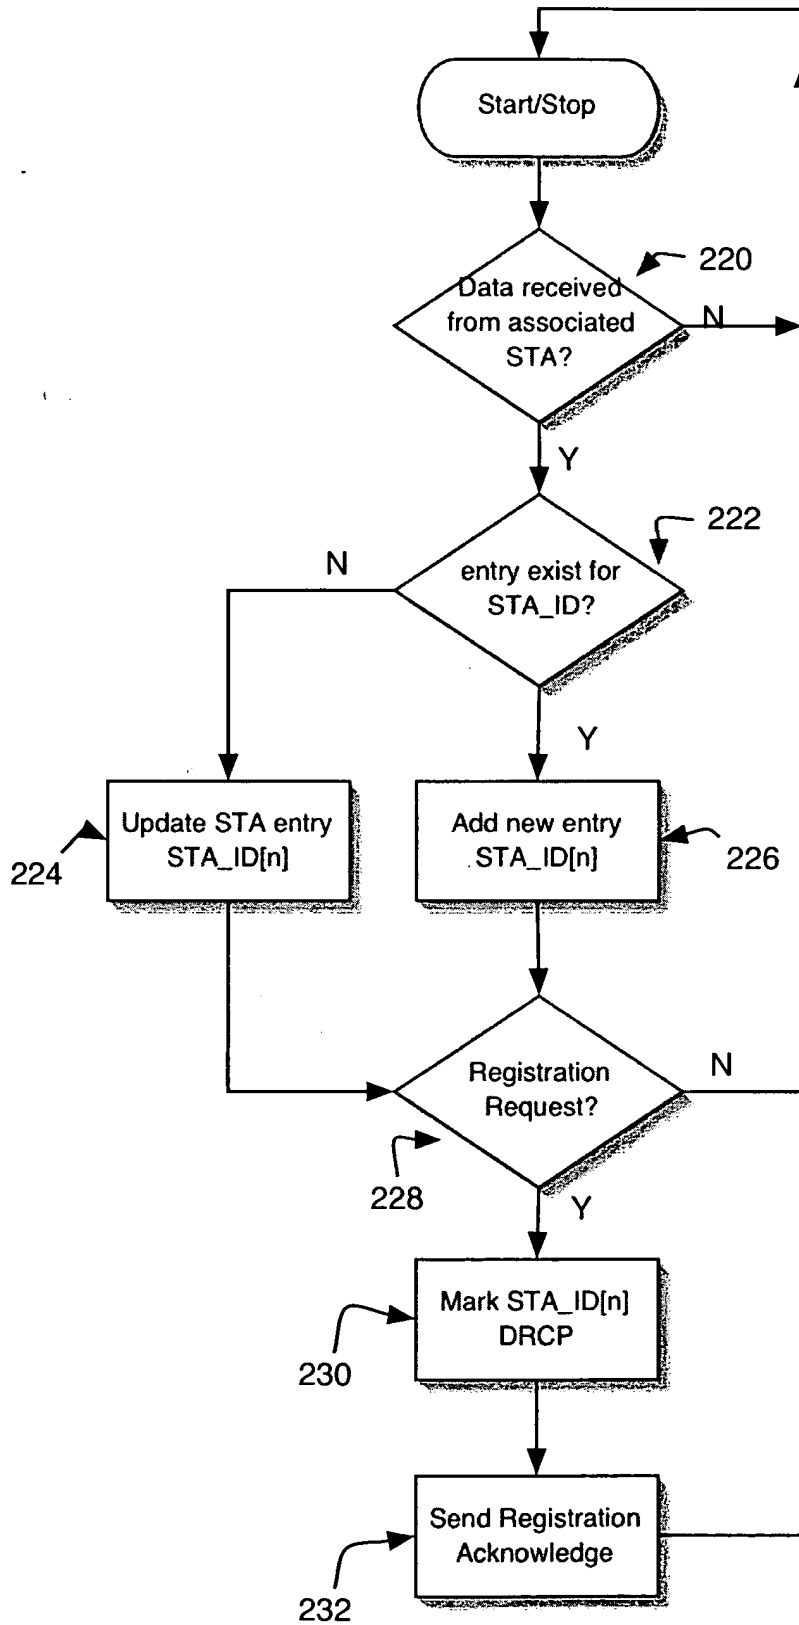 Start/Stop
220
Data received
from associated
STA?
N
Y
222
entry exist for
STA_ID?
N
Y
Update STA entry
STA_ID[n]
224
Add new entry
STA_ID[n]
226
Registration
Request?
N
228
Y
Mark STA_ID[n]
DRCP
230
Send Registration
Acknowledge
232